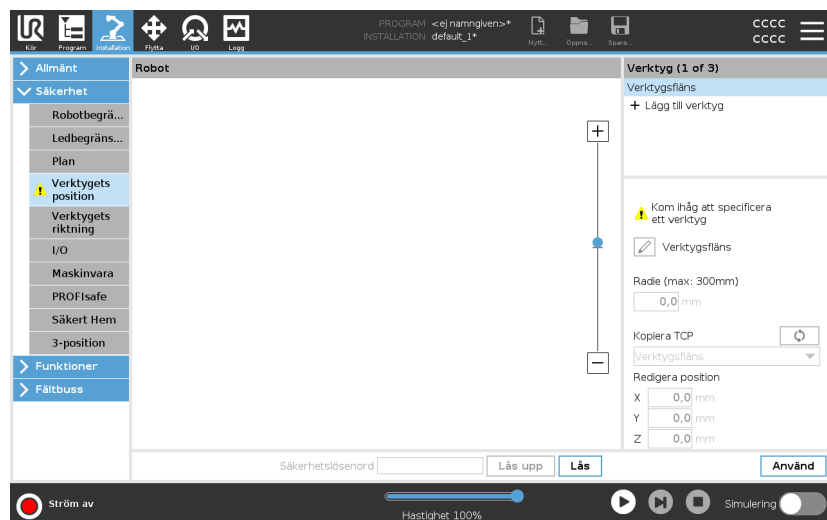 UR
Kör
Program
Installation
Flytta
I/O
Logg
PROGRAM <ej namngiven>*
INSTALLATION default_1*
Nytt...
Öppna...
Spara...
CCCC
CCCC
Allmänt
Säkerhet
Robotbegrä...
Ledbegräns...
Plan
Verktygets
position
Verktygets
riktning
I/O
Maskinvara
PROFIsafe
Säkert Hem
3-position
Funktioner
Fältbuss
Robot
Verktyg (1 of 3)
Verktygsfläns
+ Lägg till verktyg
Kom ihåg att specificera
ett verktyg
Verktygsfläns
Radie (max: 300mm)
0,0 mm
Kopiera TCP
Verktygsfläns
Redigera position
X 0,0 mm
Y 0,0 mm
Z 0,0 mm
Säkerhetslösenord Lås upp Lås
Använd
Ström av
Hastighet 100%
Simulering